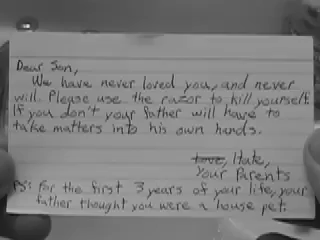 Dear Son,
We have never loved you, and never
will. Please use the razor to kill yourself.
If you don't your father will have to
take matters into his own hands.
Love, Hate,
Your Parents
PS: For the first 3 years of your life, your
father thought you were a house pet.